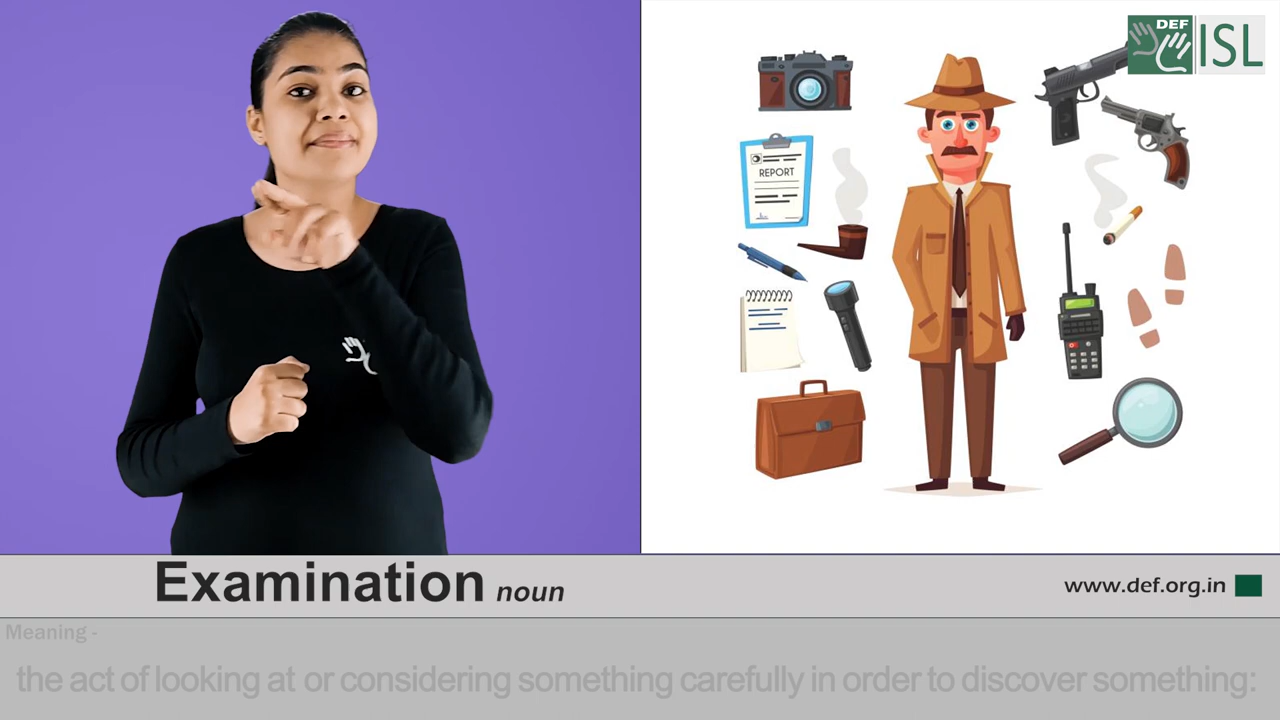 DEF
ISL
REPORT
Examination noun
www.def.org.in
Meaning -
the act of looking at or considering something carefully in order to discover something: